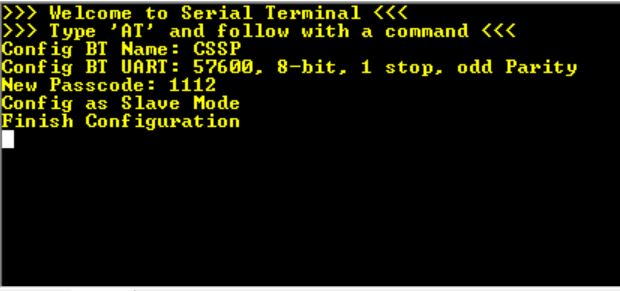 >>> Welcome to Serial Terminal <<<
>>> Type 'AT' and follow with a command <<<
Config BT Name: CSSP
Config BT UART: 57600, 8-bit, 1 stop, odd Parity
New Passcode: 1112
Config as Slave Mode
Finish Configuration